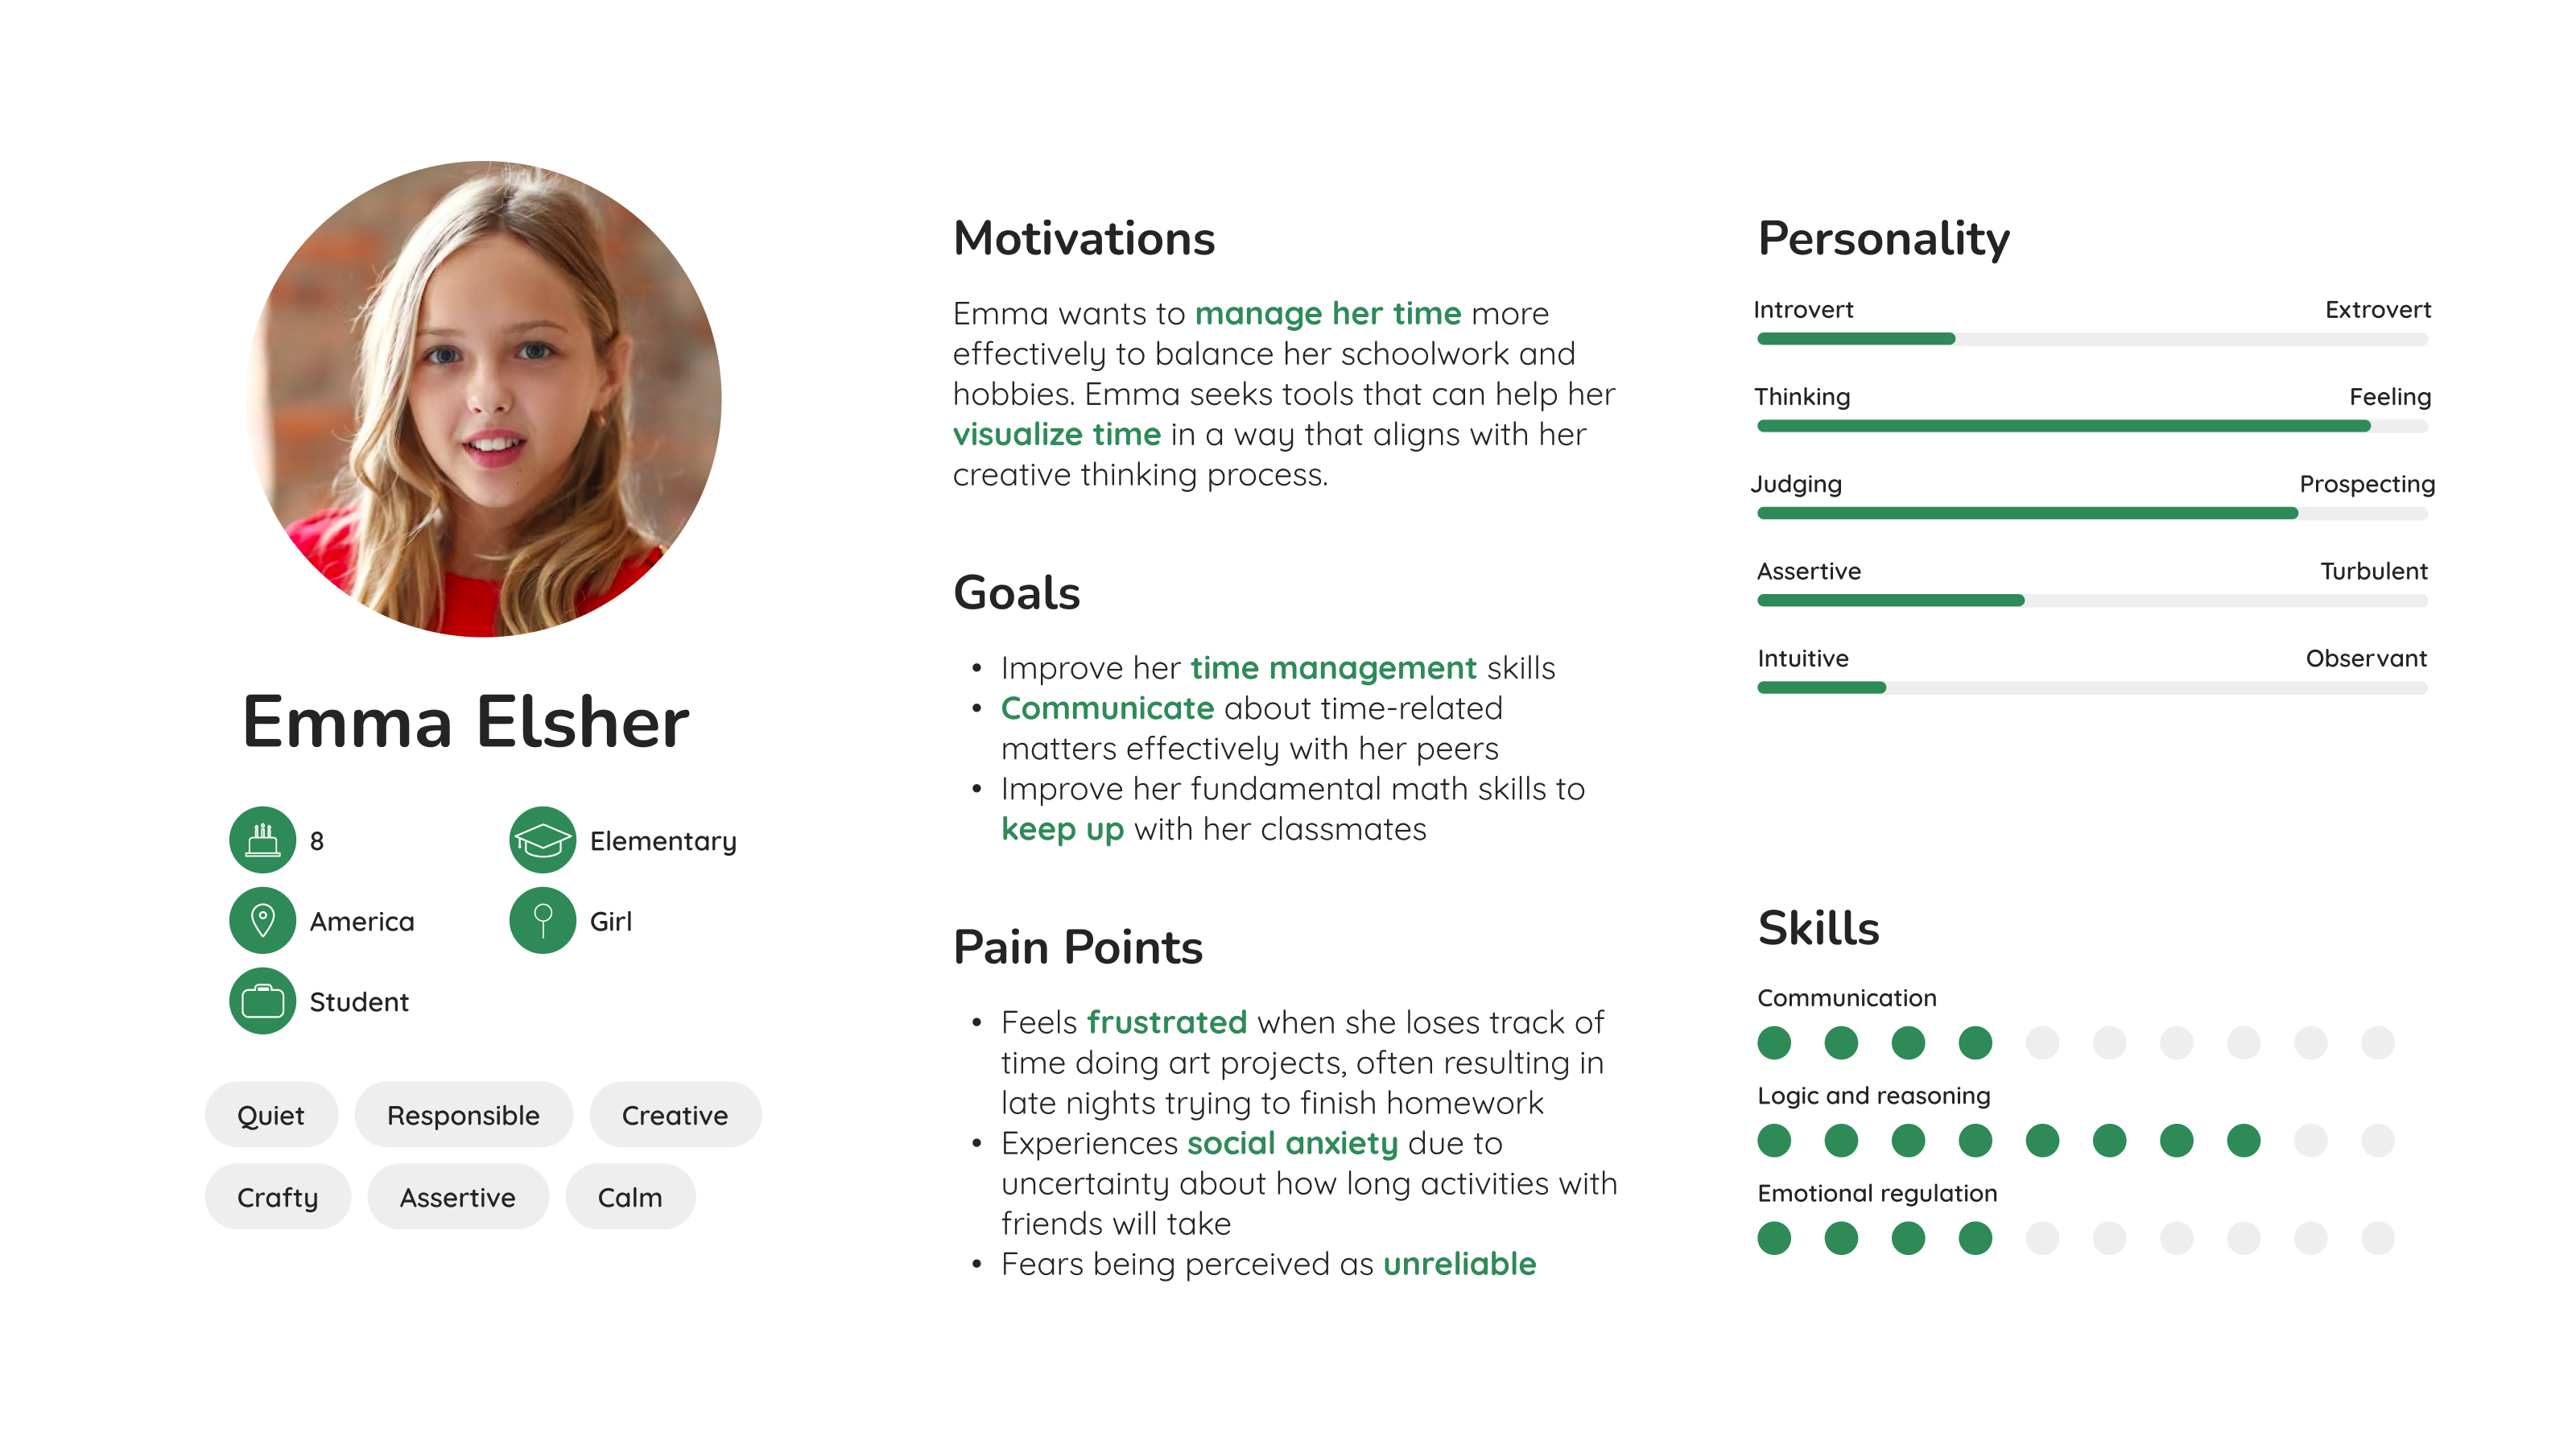 Emma Elsher
8
Elementary
America
Girl
Student
Quiet
Responsible
Creative
Crafty
Assertive
Calm
Motivations
Emma wants to manage her time more
effectively to balance her schoolwork and
hobbies. Emma seeks tools that can help her
visualize time in a way that aligns with her
creative thinking process.
Goals
• Improve her time management skills
• Communicate about time-related
matters effectively with her peers
• Improve her fundamental math skills to
keep up with her classmates
Pain Points
• Feels frustrated when she loses track of
time doing art projects, often resulting in
late nights trying to finish homework
• Experiences social anxiety due to
uncertainty about how long activities with
friends will take
• Fears being perceived as unreliable
Personality
Introvert Extrovert
Thinking Feeling
Judging Prospecting
Assertive Turbulent
Intuitive Observant
Skills
Communication
Logic and reasoning
Emotional regulation